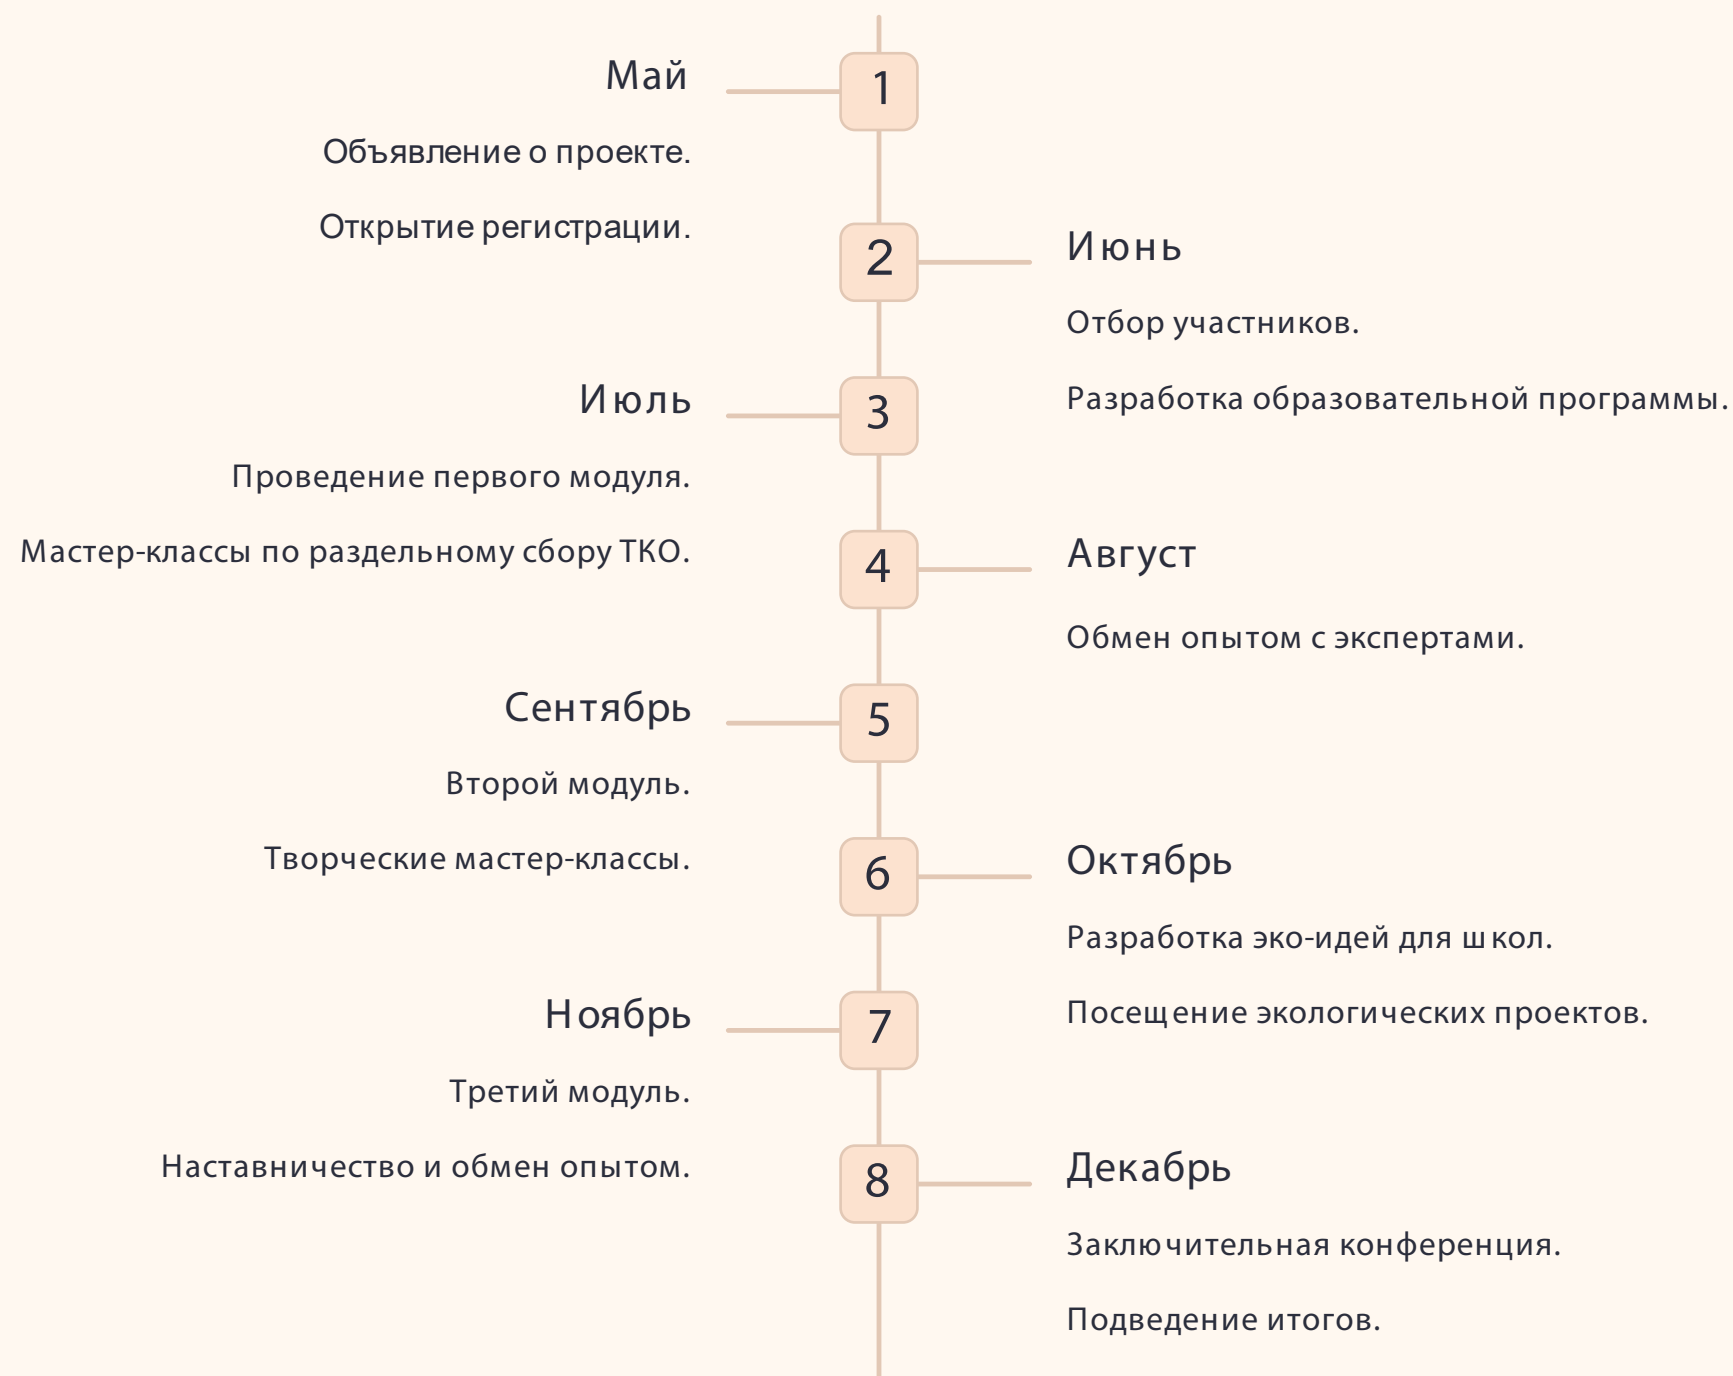 1
Май
Объявление о проекте.
Открытие регистрации.
2
Июнь
Отбор участников.
Разработка образовательной программы.
3
Июль
Проведение первого модуля.
Мастер-классы по раздельному сбору ТКО.
4
Август
Обмен опытом с экспертами.
5
Сентябрь
Второй модуль.
Творческие мастер-классы.
6
Октябрь
Разработка эко-идей для школ.
Посещение экологических проектов.
7
Ноябрь
Третий модуль.
Наставничество и обмен опытом.
8
Декабрь
Заключительная конференция.
Подведение итогов.